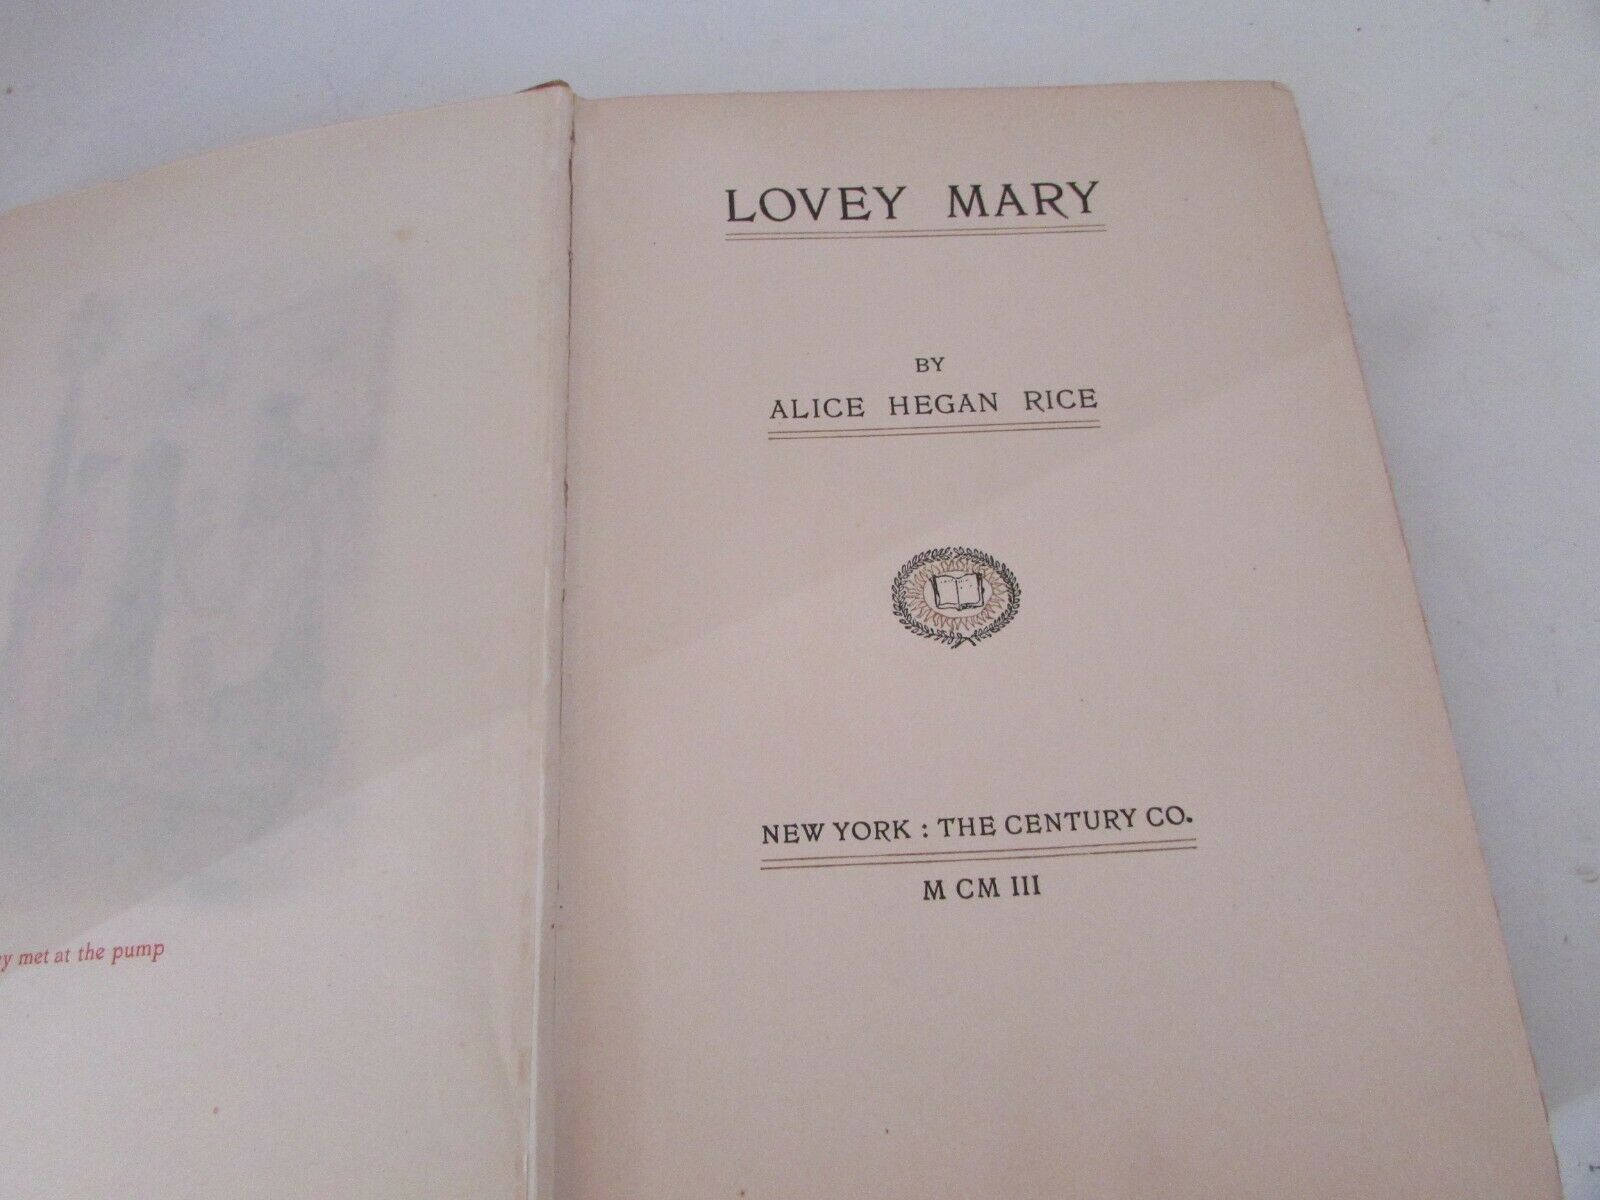 met at the pump
LOVEY MARY
BY
ALICE HEGAN RICE
NEW YORK : THE CENTURY CO.
M CM III